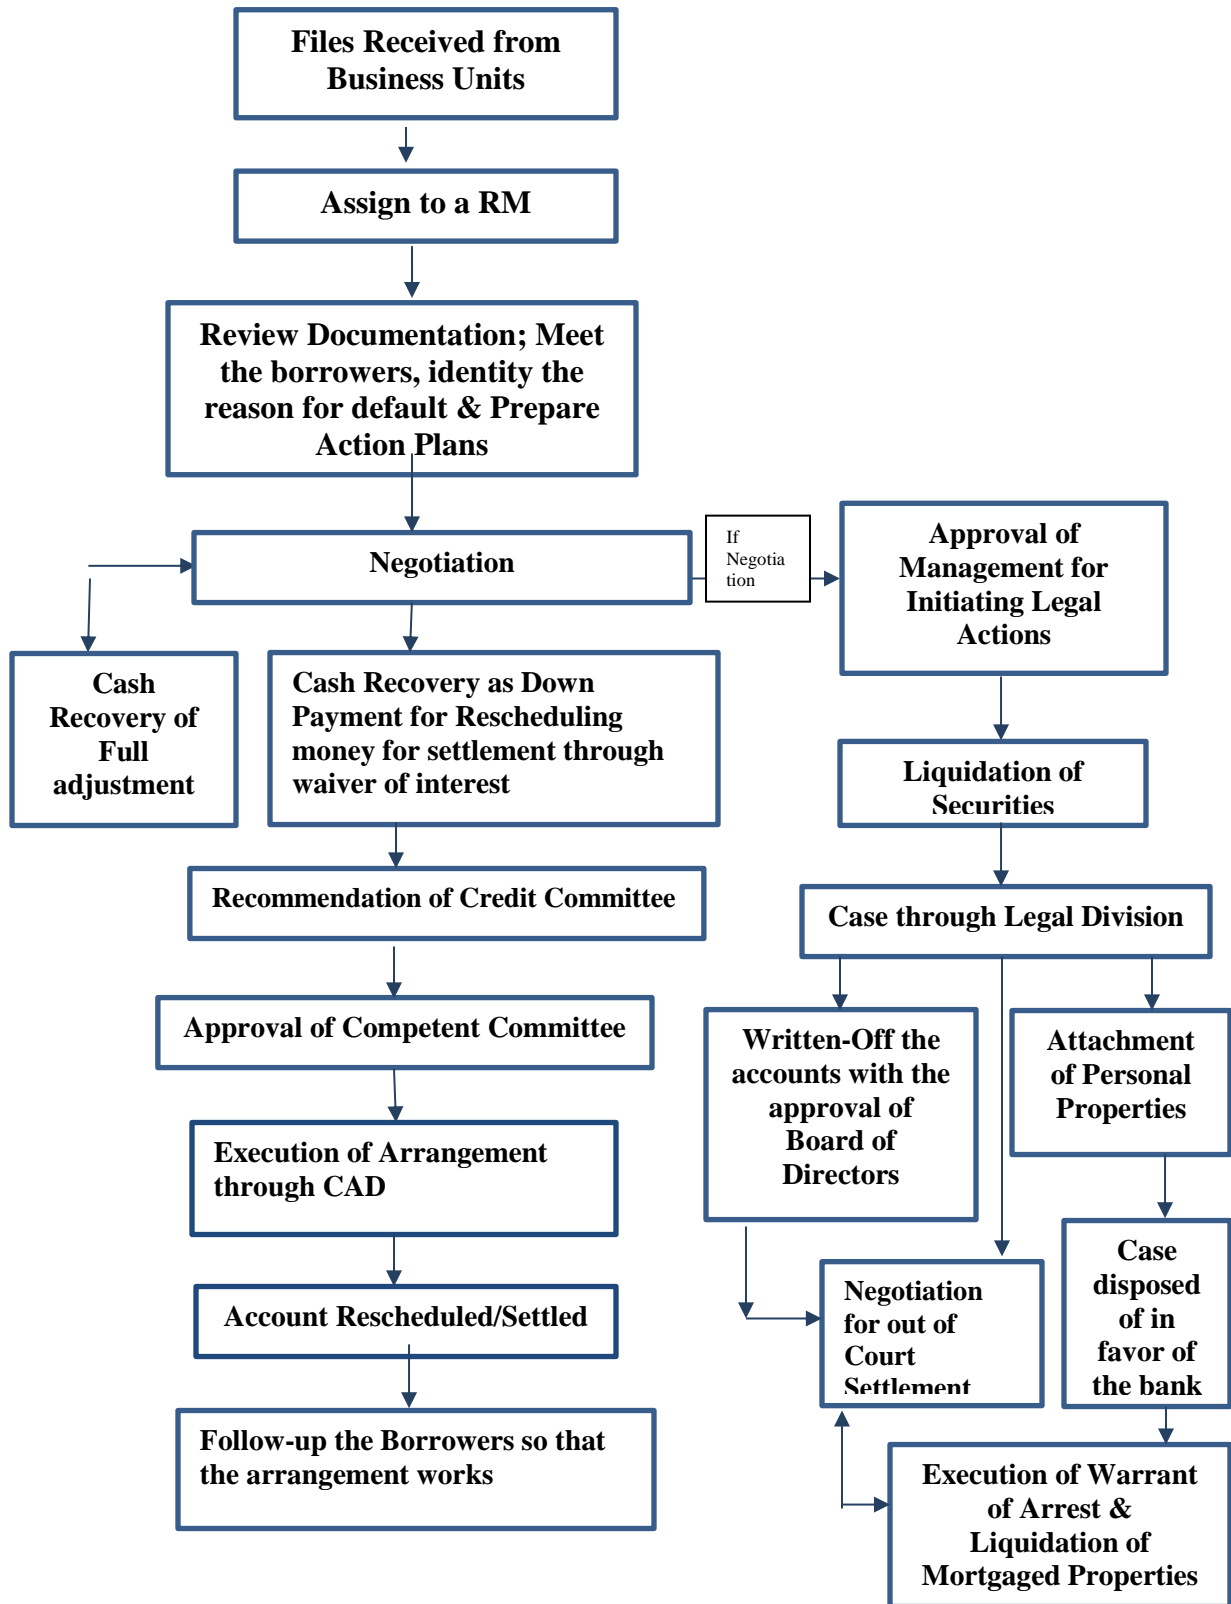 Files Received from
Business Units
Assign to a RM
Review Documentation; Meet
the borrowers, identity the
reason for default & Prepare
Action Plans
Negotiation
If
Negotia
tion
Approval of
Management for
Initiating Legal
Actions
Cash
Recovery of
Full
adjustment
Cash Recovery as Down
Payment for Rescheduling
money for settlement through
waiver of interest
Liquidation of
Securities
Recommendation of Credit Committee
Case through Legal Division
Approval of Competent Committee
Written-Off the
accounts with the
approval of
Board of
Directors
Attachment
of Personal
Properties
Execution of Arrangement
through CAD
Account Rescheduled/Settled
Negotiation
for out of
Court
Settlement
Case
disposed
of in
favor of
the bank
Follow-up the Borrowers so that
the arrangement works
Execution of Warrant
of Arrest &
Liquidation of
Mortgaged Properties